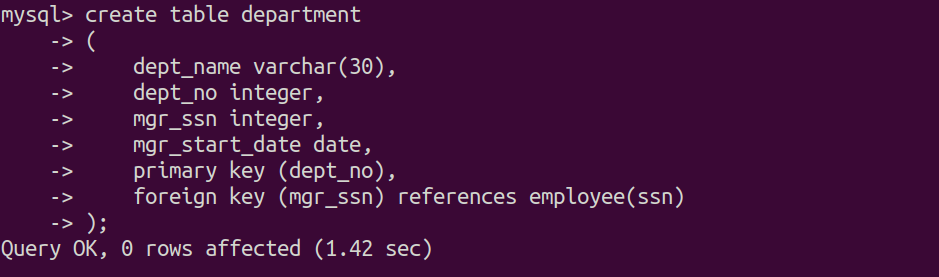 mysql> create table department
    -> (
    ->     dept_name varchar(30),
    ->     dept_no integer,
    ->     mgr_ssn integer,
    ->     mgr_start_date date,
    ->     primary key (dept_no),
    ->     foreign key (mgr_ssn) references employee(ssn)
    -> );
Query OK, 0 rows affected (1.42 sec)